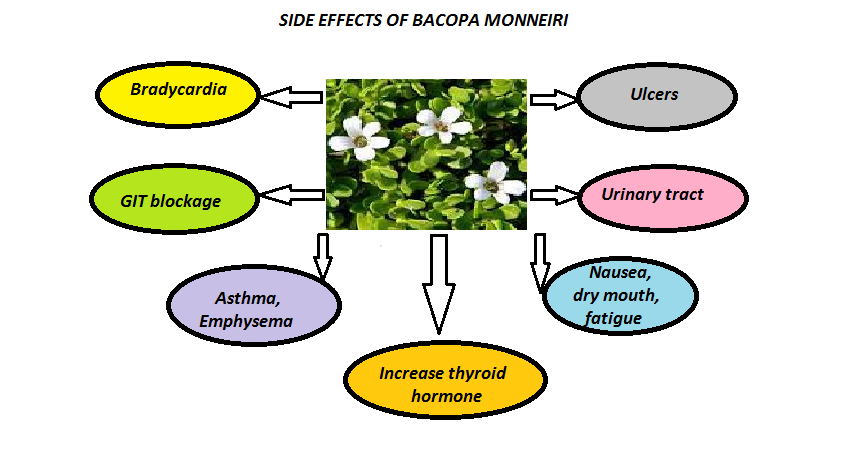 SIDE EFFECTS OF BACOPA MONNEIRI
Bradycardia
Ulcers
GIT blockage
Urinary tract
Asthma,
Emphysema
Nausea,
dry mouth,
fatigue
Increase thyroid
hormone